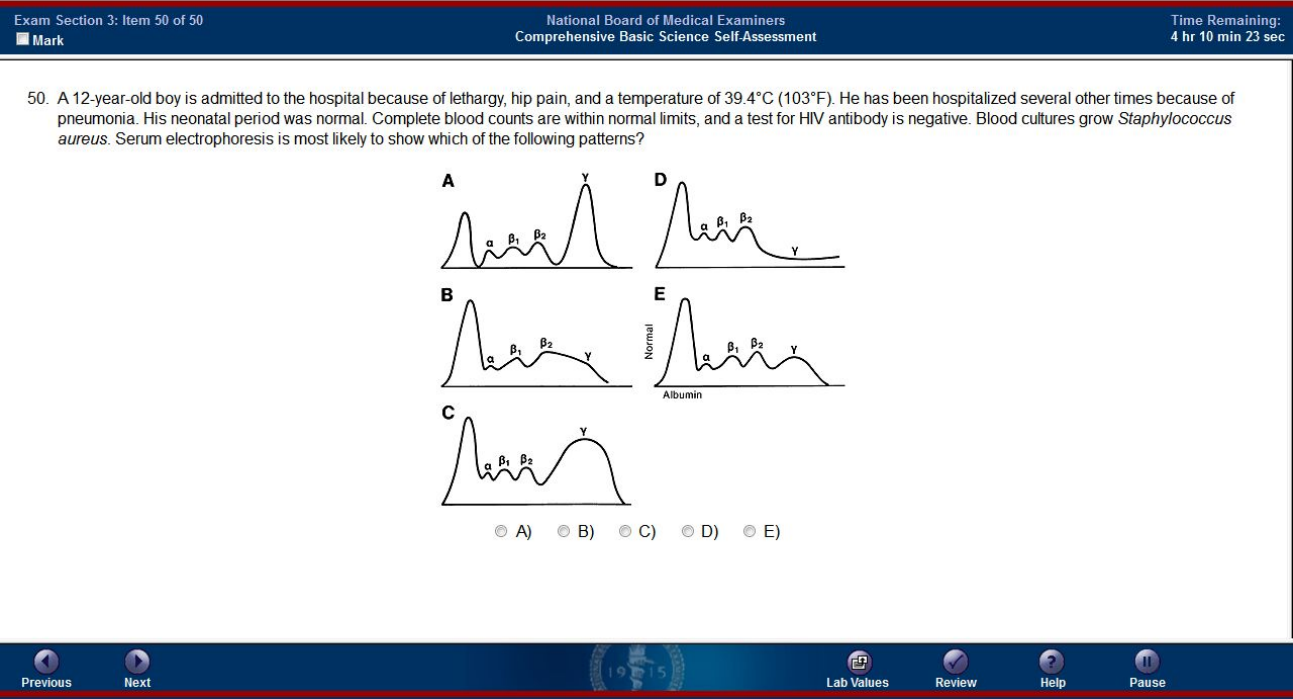 Exam Section 3: Item 50 of 50
National Board of Medical Examiners
Time Remaining:
Mark
Comprehensive Basic Science Self-Assessment
4 hr 10 min 23 sec
50. A 12-year-old boy is admitted to the hospital because of lethargy, hip pain, and a temperature of 39.4°C (103°F). He has been hospitalized several other times because of
pneumonia. His neonatal period was normal. Complete blood counts are within normal limits, and a test for HIV antibody is negative. Blood cultures grow Staphylococcus
aureus. Serum electrophoresis is most likely to show which of the following patterns?
A
α β₁ β₂ γ
D
α β₁ β₂ γ
B
α β₁ β₂ γ
E
Normal
α β₁ β₂ γ
Albumin
C
α β₁ β₂ γ
A) B) C) D) E)
1915
Previous Next Lab Values Review Help Pause